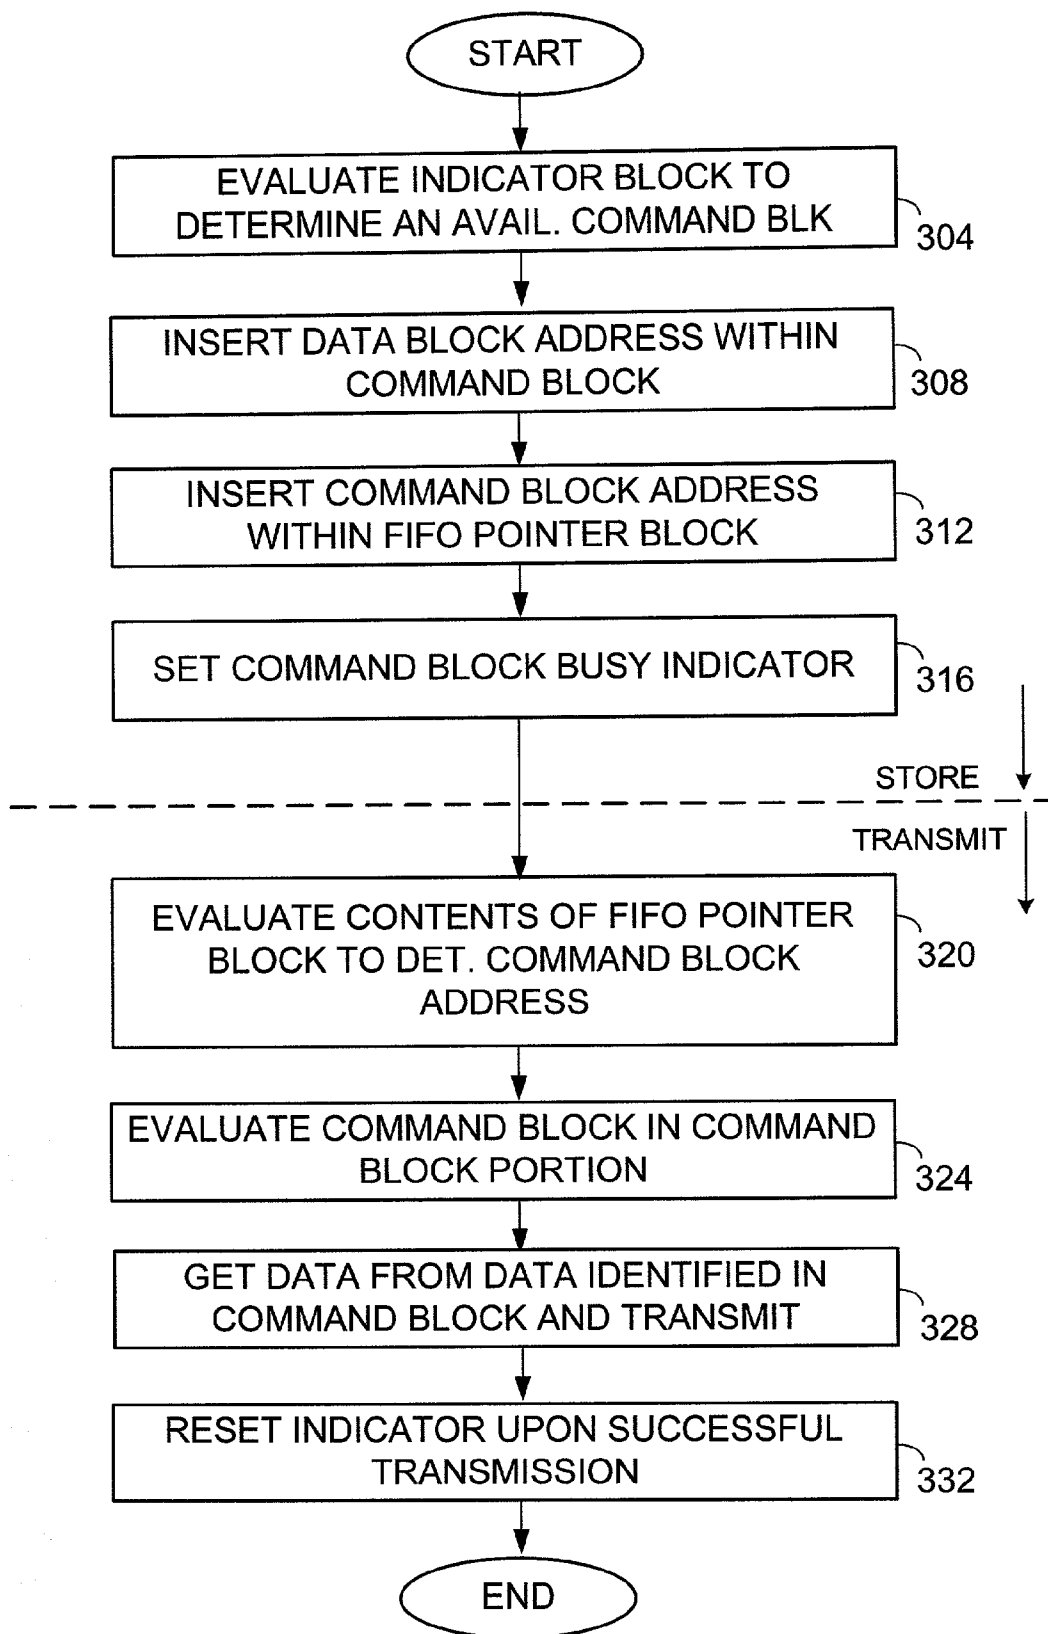 START
EVALUATE INDICATOR BLOCK TO
DETERMINE AN AVAIL. COMMAND BLK
304
INSERT DATA BLOCK ADDRESS WITHIN
COMMAND BLOCK
308
INSERT COMMAND BLOCK ADDRESS
WITHIN FIFO POINTER BLOCK
312
SET COMMAND BLOCK BUSY INDICATOR
316
STORE
TRANSMIT
EVALUATE CONTENTS OF FIFO POINTER
BLOCK TO DET. COMMAND BLOCK
ADDRESS
320
EVALUATE COMMAND BLOCK IN COMMAND
BLOCK PORTION
324
GET DATA FROM DATA IDENTIFIED IN
COMMAND BLOCK AND TRANSMIT
328
RESET INDICATOR UPON SUCCESSFUL
TRANSMISSION
332
END